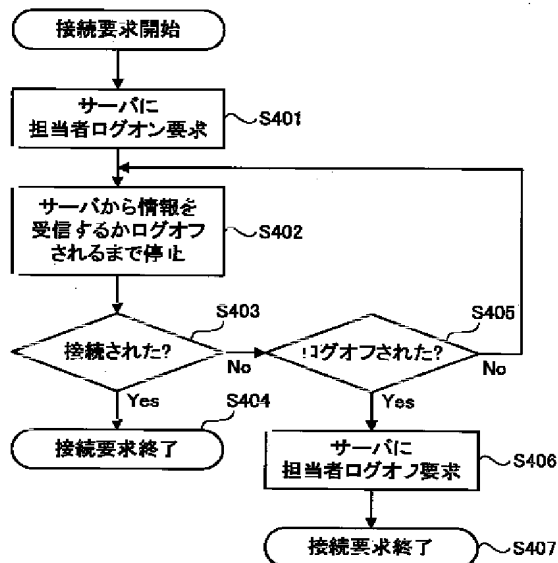 接続要求開始
サーバに
担当者ログオン要求
S401
サーバから情報を
受信するかログオフ
されるまで停止
S402
接続された?
S403
No
Yes
接続要求終了
S404
ログオフされた?
S405
No
Yes
サーバに
担当者ログオフ要求
S406
接続要求終了
S407